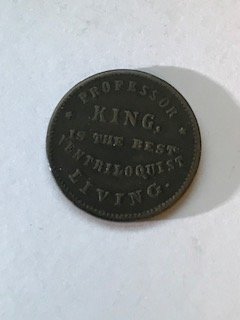 * PROFESSOR *
KING,
IS THE BEST
VENTRILOQUIST
LIVING.